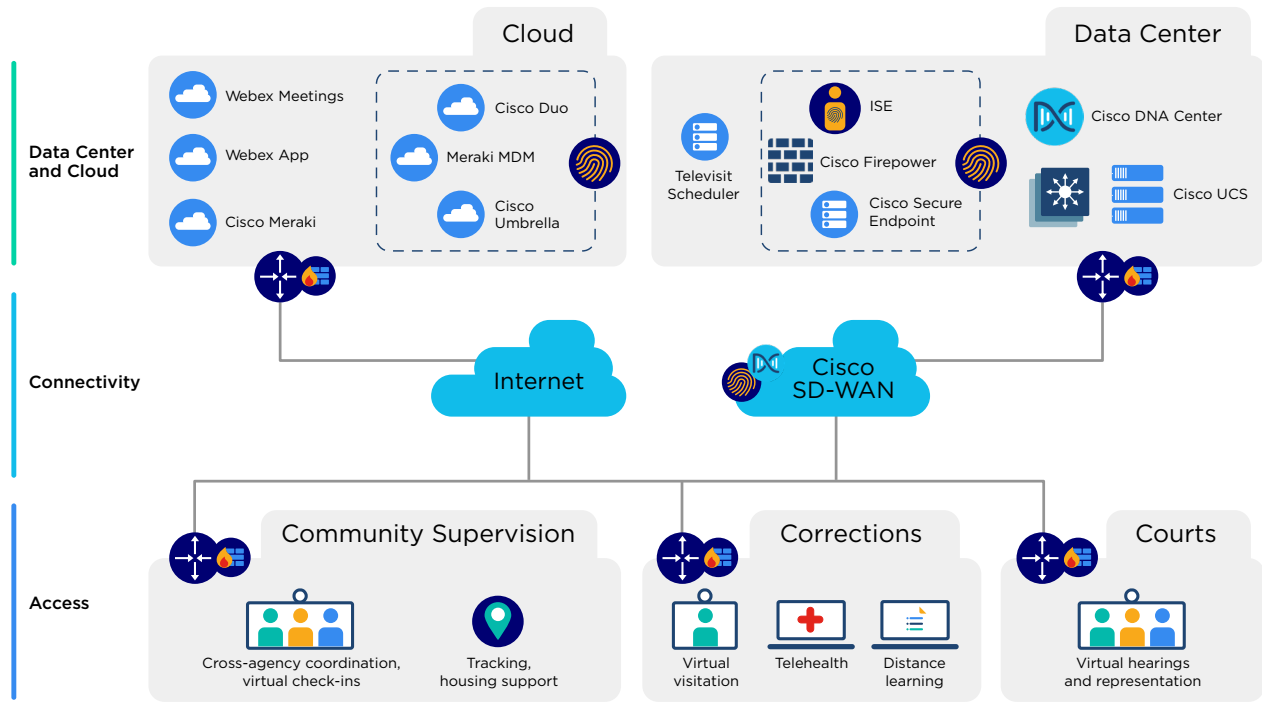 Cloud
Data Center
Data Center
and Cloud
Webex Meetings
Webex App
Cisco Meraki
Cisco Duo
Meraki MDM
Cisco
Umbrella
Televisit
Scheduler
ISE
Cisco Firepower
Cisco Secure
Endpoint
Cisco DNA Center
Cisco UCS
Connectivity
Internet
Cisco
SD-WAN
Access
Community Supervision
Cross-agency coordination,
virtual check-ins
Tracking,
housing support
Corrections
Virtual
visitation
Telehealth
Distance
learning
Courts
Virtual hearings
and representation